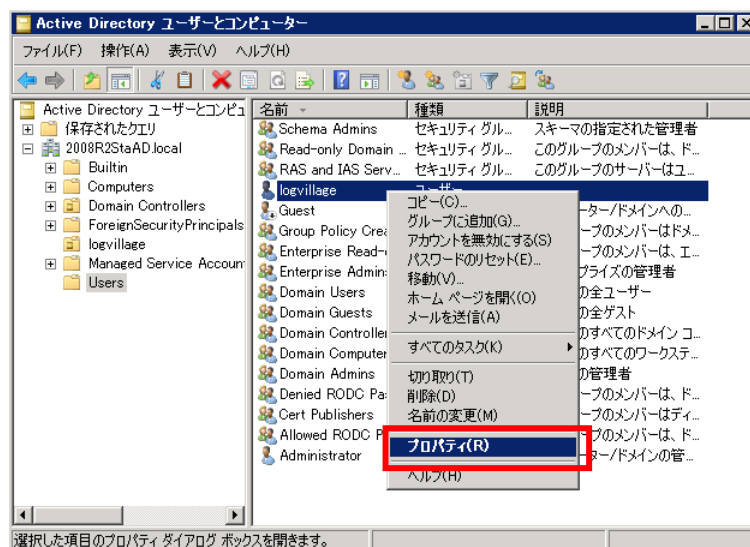 Active Directory ユーザーとコンピューター
ファイル(F) 操作(A) 表示(V) ヘルプ(H)
Active Directory ユーザーとコンピュ
保存されたクエリ
2008R2StaAD.local
Builtin
Computers
Domain Controllers
ForeignSecurityPrincipals
logvillage
Managed Service Accoun
Users
名前 種類 説明
Schema Admins セキュリティ グル... スキーマの指定された管理者
Read-only Domain ... セキュリティ グル... このグループのメンバーは、ド...
RAS and IAS Serv... セキュリティ グル... このグループのサーバーはユ...
logvillage ユーザー
Guest ーター/ドメインへの...
Group Policy Crea ープのメンバーはドメ...
Enterprise Read- ープのメンバーは、エ...
Enterprise Admin プライズの管理者
Domain Users の全ユーザー
Domain Guests の全ゲスト
Domain Controlle のすべてのドメイン コ...
Domain Computer のすべてのワークステ...
Domain Admins の管理者
Denied RODC Pa ープのメンバーは、ド...
Cert Publishers ープのメンバーはディ...
Allowed RODC P ープのメンバーは、ド...
Administrator ーター/ドメインの管...
コピー(C)...
グループに追加(G)...
アカウントを無効にする(S)
パスワードのリセット(E)...
移動(V)...
ホーム ページを開く(O)
メールを送信(A)
すべてのタスク(K)
切り取り(T)
削除(D)
名前の変更(M)
プロパティ(R)
ヘルプ(H)
選択した項目のプロパティ ダイアログ ボックスを開きます。